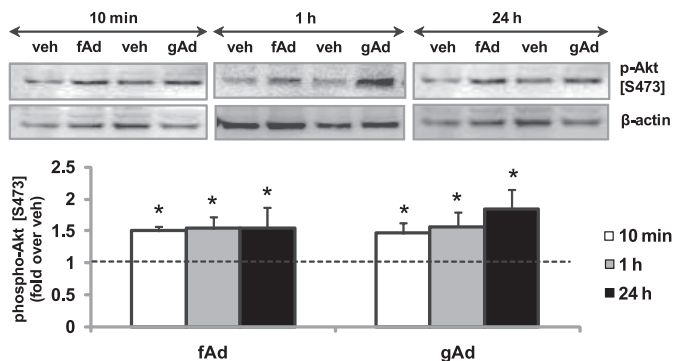 10 min 1 h 24 h
veh fAd veh gAd veh fAd veh gAd veh fAd veh gAd
p-Akt
[S473]
β-actin
phospho-Akt [S473]
(fold over veh)
2.5
2
1.5
1
0.5
0
* * * * * *
fAd gAd
10 min
1 h
24 h